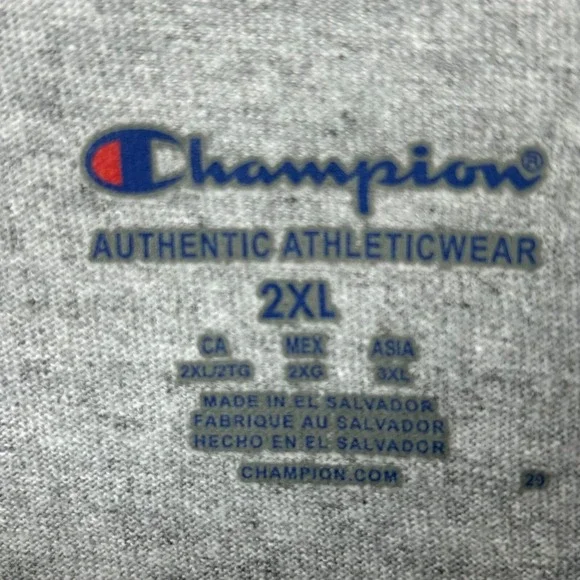 Champion®
AUTHENTIC ATHLETICWEAR
2XL
CA MEX ASIA
2XL/2TG 2XG 3XL
MADE IN EL SALVADOR
FABRIQUÉ AU SALVADOR
HECHO EN EL SALVADOR
CHAMPION.COM
29